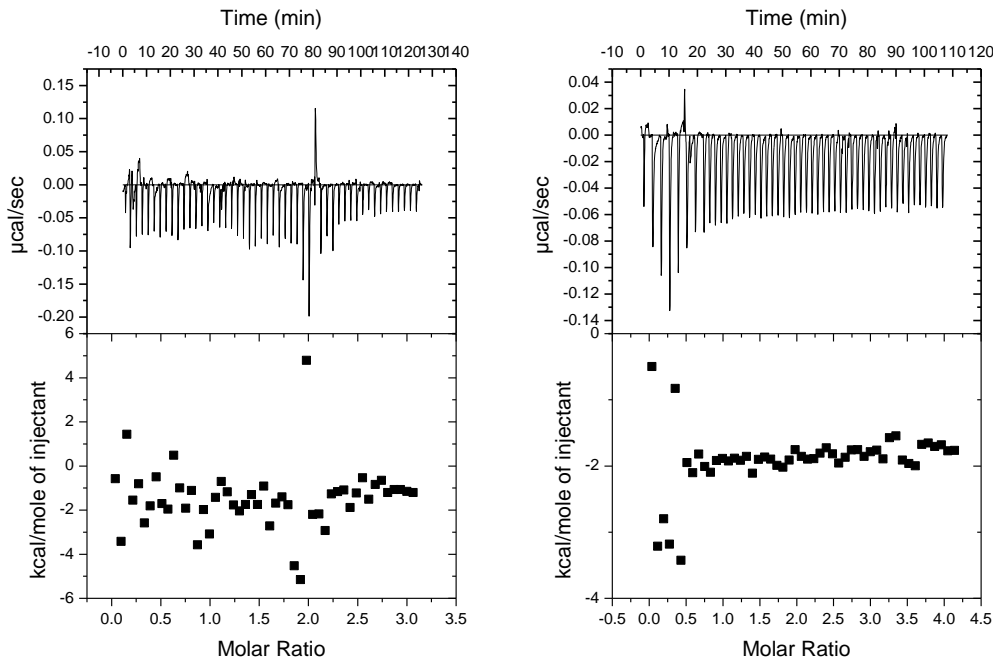 Time (min)
-10 0 10 20 30 40 50 60 70 80 90 100 110 120 130 140
0.15
0.10
0.05
0.00
-0.05
-0.10
-0.15
-0.20
µcal/sec
6
4
2
0
-2
-4
-6
kcal/mole of injectant
0.0 0.5 1.0 1.5 2.0 2.5 3.0 3.5
Molar Ratio
Time (min)
-10 0 10 20 30 40 50 60 70 80 90 100 110 120
0.04
0.02
0.00
-0.02
-0.04
-0.06
-0.08
-0.10
-0.12
-0.14
µcal/sec
0
-2
-4
kcal/mole of injectant
-0.5 0.0 0.5 1.0 1.5 2.0 2.5 3.0 3.5 4.0 4.5
Molar Ratio